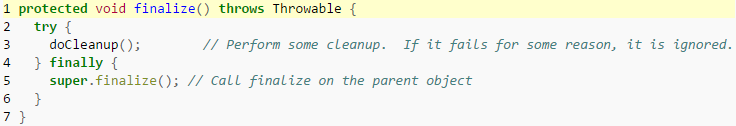 1 protected void finalize() throws Throwable {
2   try {
3     doCleanup();        // Perform some cleanup.  If it fails for some reason, it is ignored.
4   } finally {
5     super.finalize(); // Call finalize on the parent object
6   }
7 }